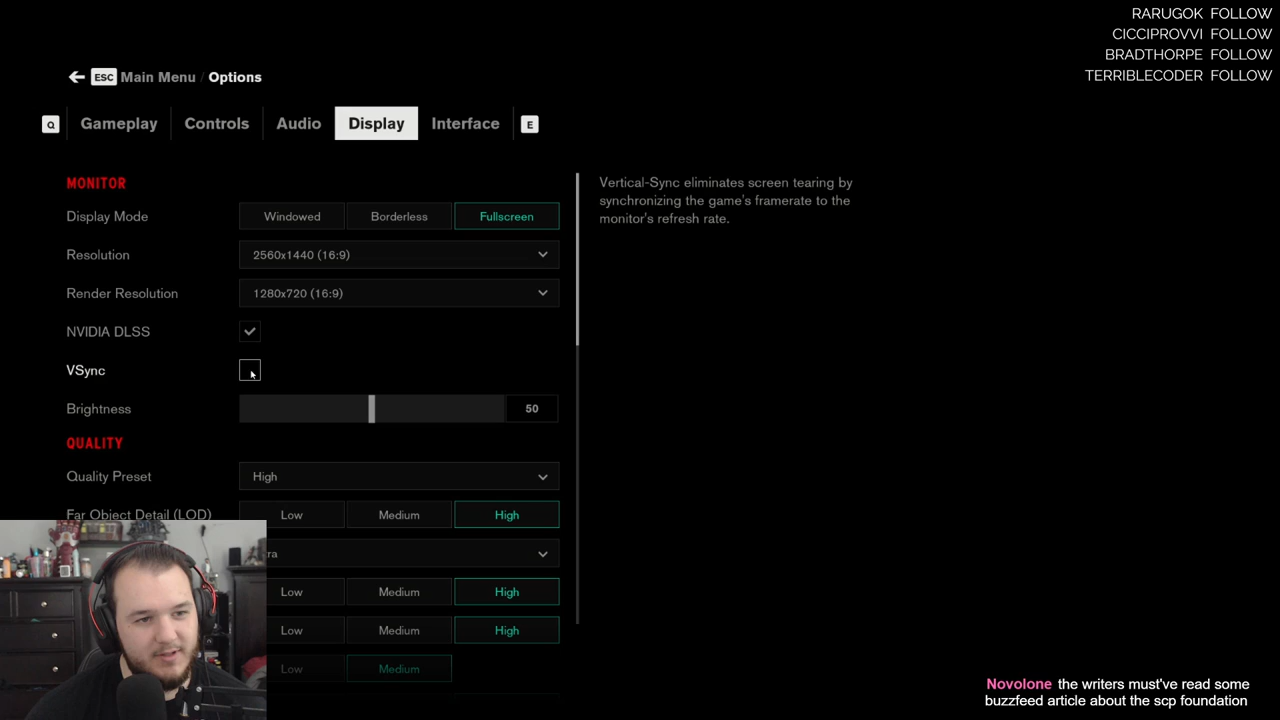 RARUGOK FOLLOW
CICCIPROVVI FOLLOW
BRADTHORPE FOLLOW
TERRIBLECODER FOLLOW
ESC Main Menu / Options
Q Gameplay Controls Audio Display Interface E
MONITOR
Display Mode Windowed Borderless Fullscreen
Resolution 2560x1440 (16:9)
Render Resolution 1280x720 (16:9)
NVIDIA DLSS
VSync
Brightness 50
QUALITY
Quality Preset High
Far Object Detail (LOD) Low Medium High
tra
Low Medium High
Low Medium High
Low Medium
Vertical-Sync eliminates screen tearing by
synchronizing the game's framerate to the
monitor's refresh rate.
Novolone the writers must've read some
buzzfeed article about the scp foundation